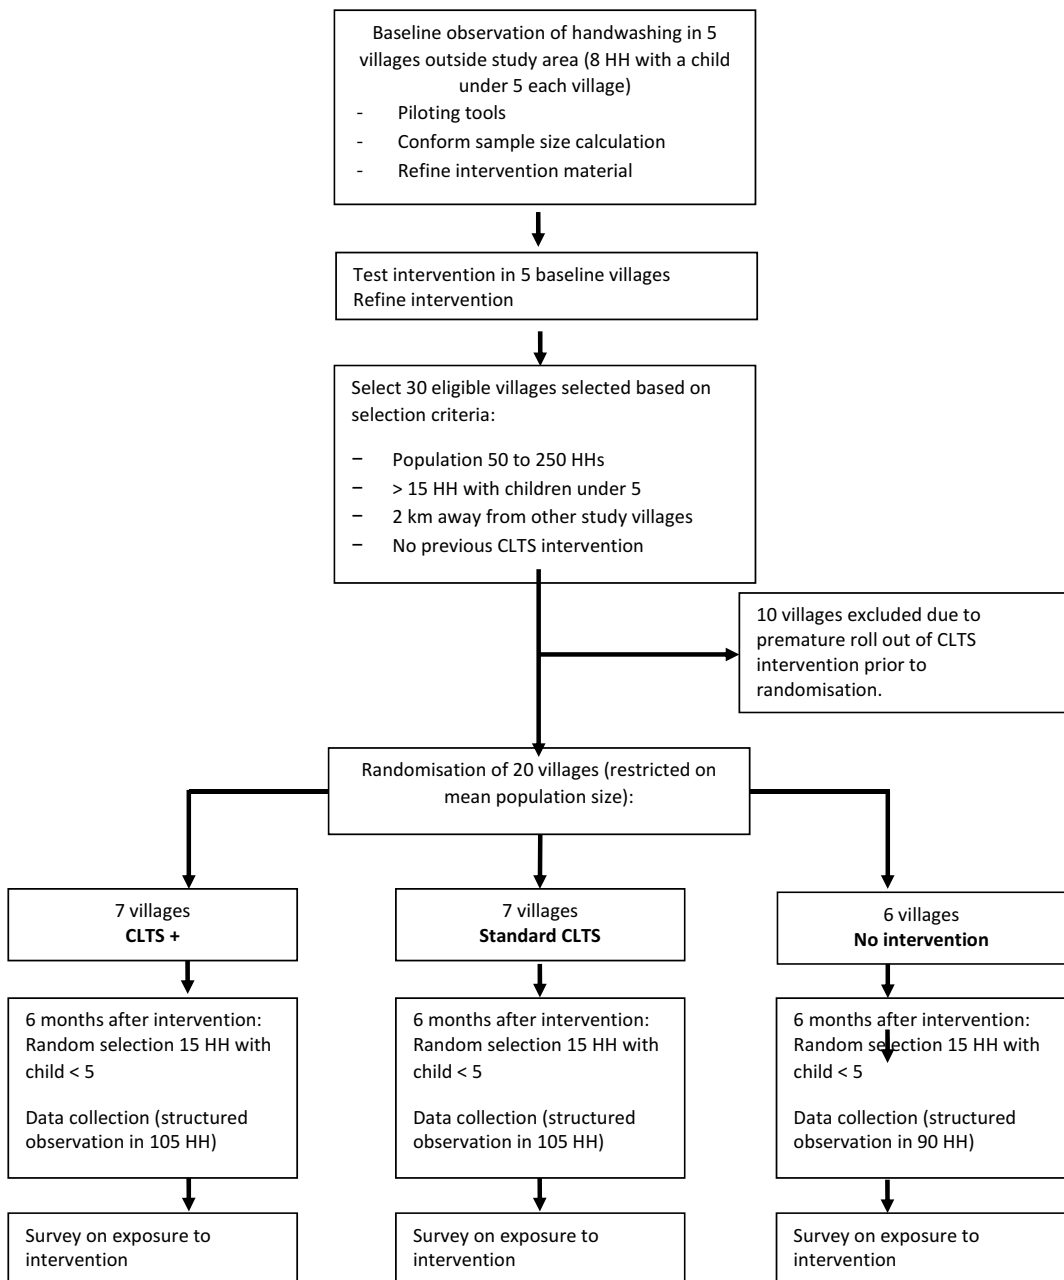 Baseline observation of handwashing in 5
villages outside study area (8 HH with a child
under 5 each village)
- Piloting tools
- Conform sample size calculation
- Refine intervention material
Test intervention in 5 baseline villages
Refine intervention
Select 30 eligible villages selected based on
selection criteria:
− Population 50 to 250 HHs
− > 15 HH with children under 5
− 2 km away from other study villages
− No previous CLTS intervention
10 villages excluded due to
premature roll out of CLTS
intervention prior to
randomisation.
Randomisation of 20 villages (restricted on
mean population size):
7 villages
CLTS +
7 villages
Standard CLTS
6 villages
No intervention
6 months after intervention:
Random selection 15 HH with
child < 5
Data collection (structured
observation in 105 HH)
6 months after intervention:
Random selection 15 HH with
child < 5
Data collection (structured
observation in 105 HH)
6 months after intervention:
Random selection 15 HH with
child < 5
Data collection (structured
observation in 90 HH)
Survey on exposure to
intervention
Survey on exposure to
intervention
Survey on exposure to
intervention